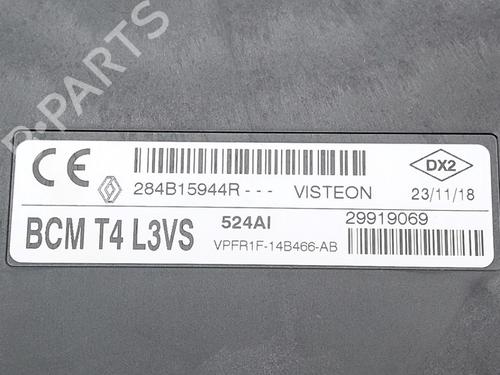 B-PARTS
CE
DX2
284B15944R - - - VISTEON 23/11/18
BCM T4 L3VS 524AI 29919069
VPFR1F-14B466-AB